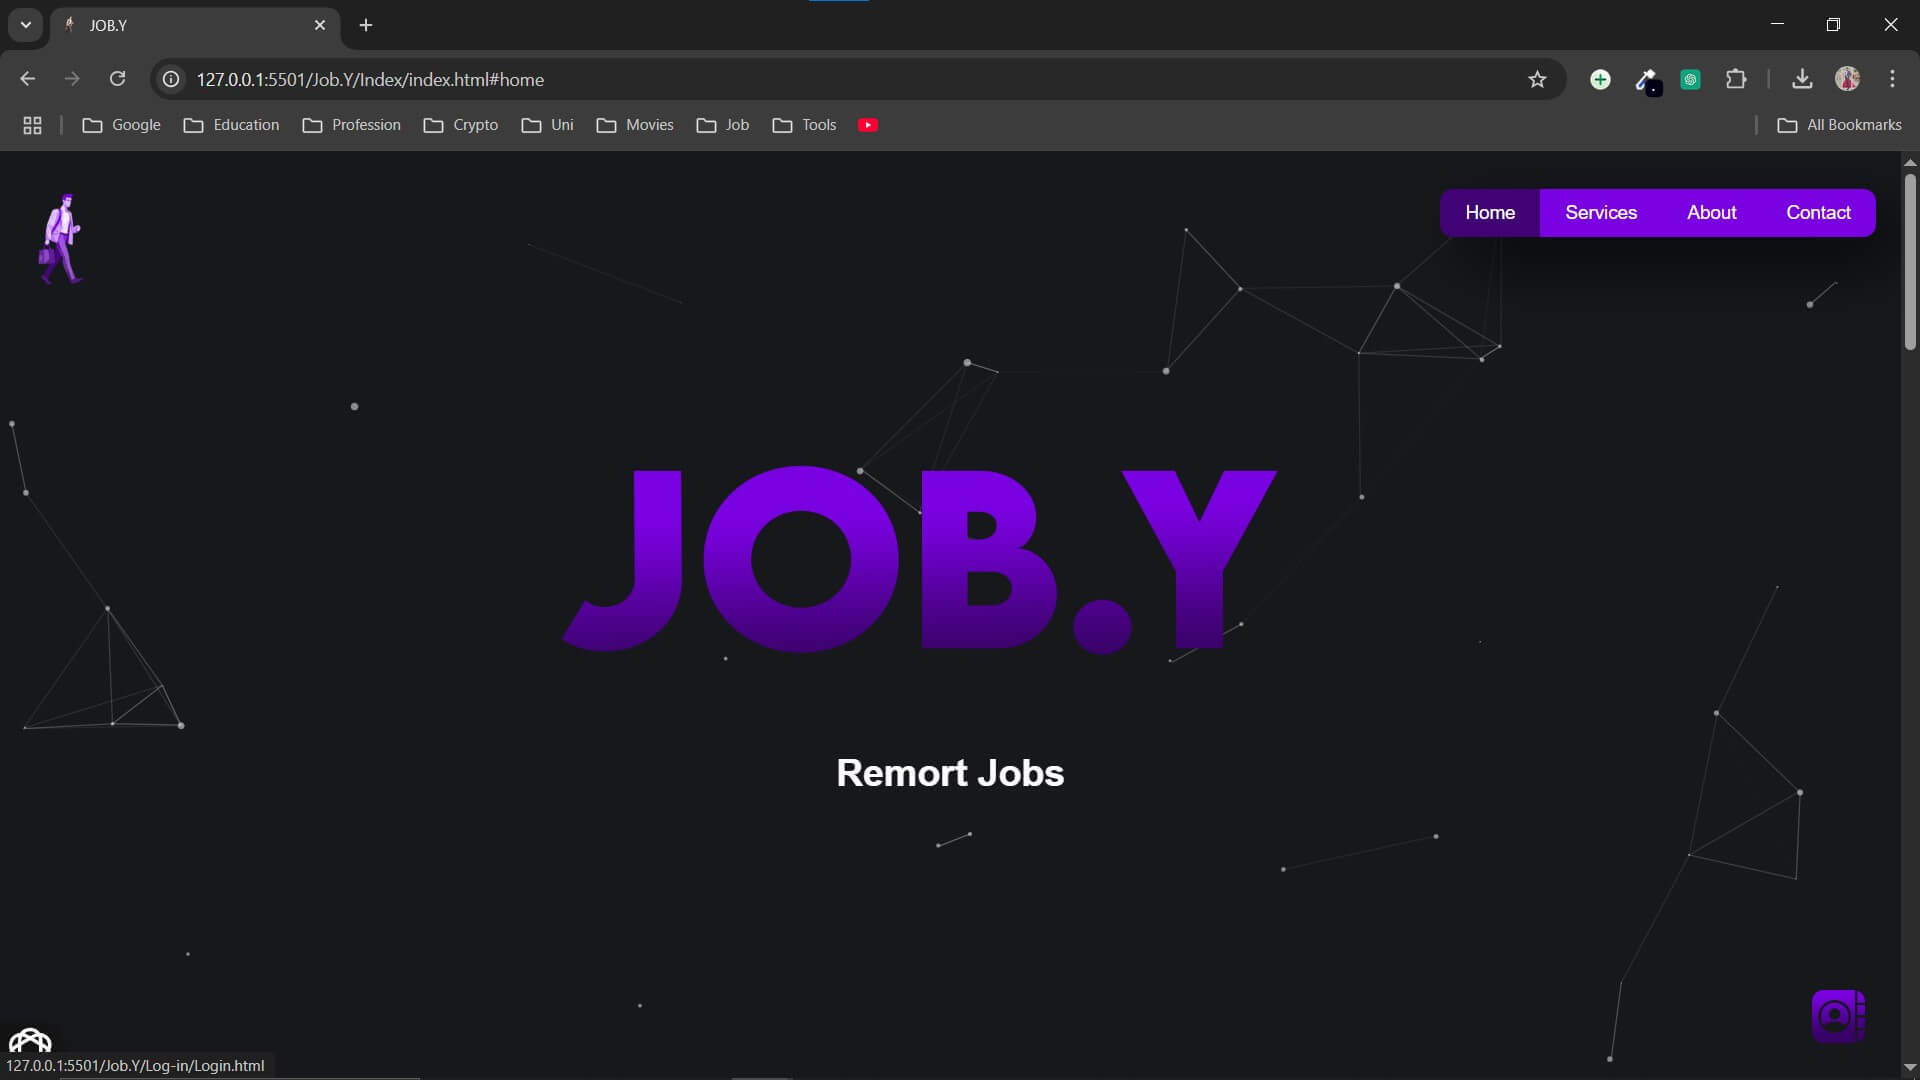 JOB.Y
127.0.0.1:5501/Job.Y/Index/index.html#home
Google Education Profession Crypto Uni Movies Job Tools All Bookmarks
Home Services About Contact
JOB.Y
Remort Jobs
127.0.0.1:5501/Job.Y/Log-in/Login.html